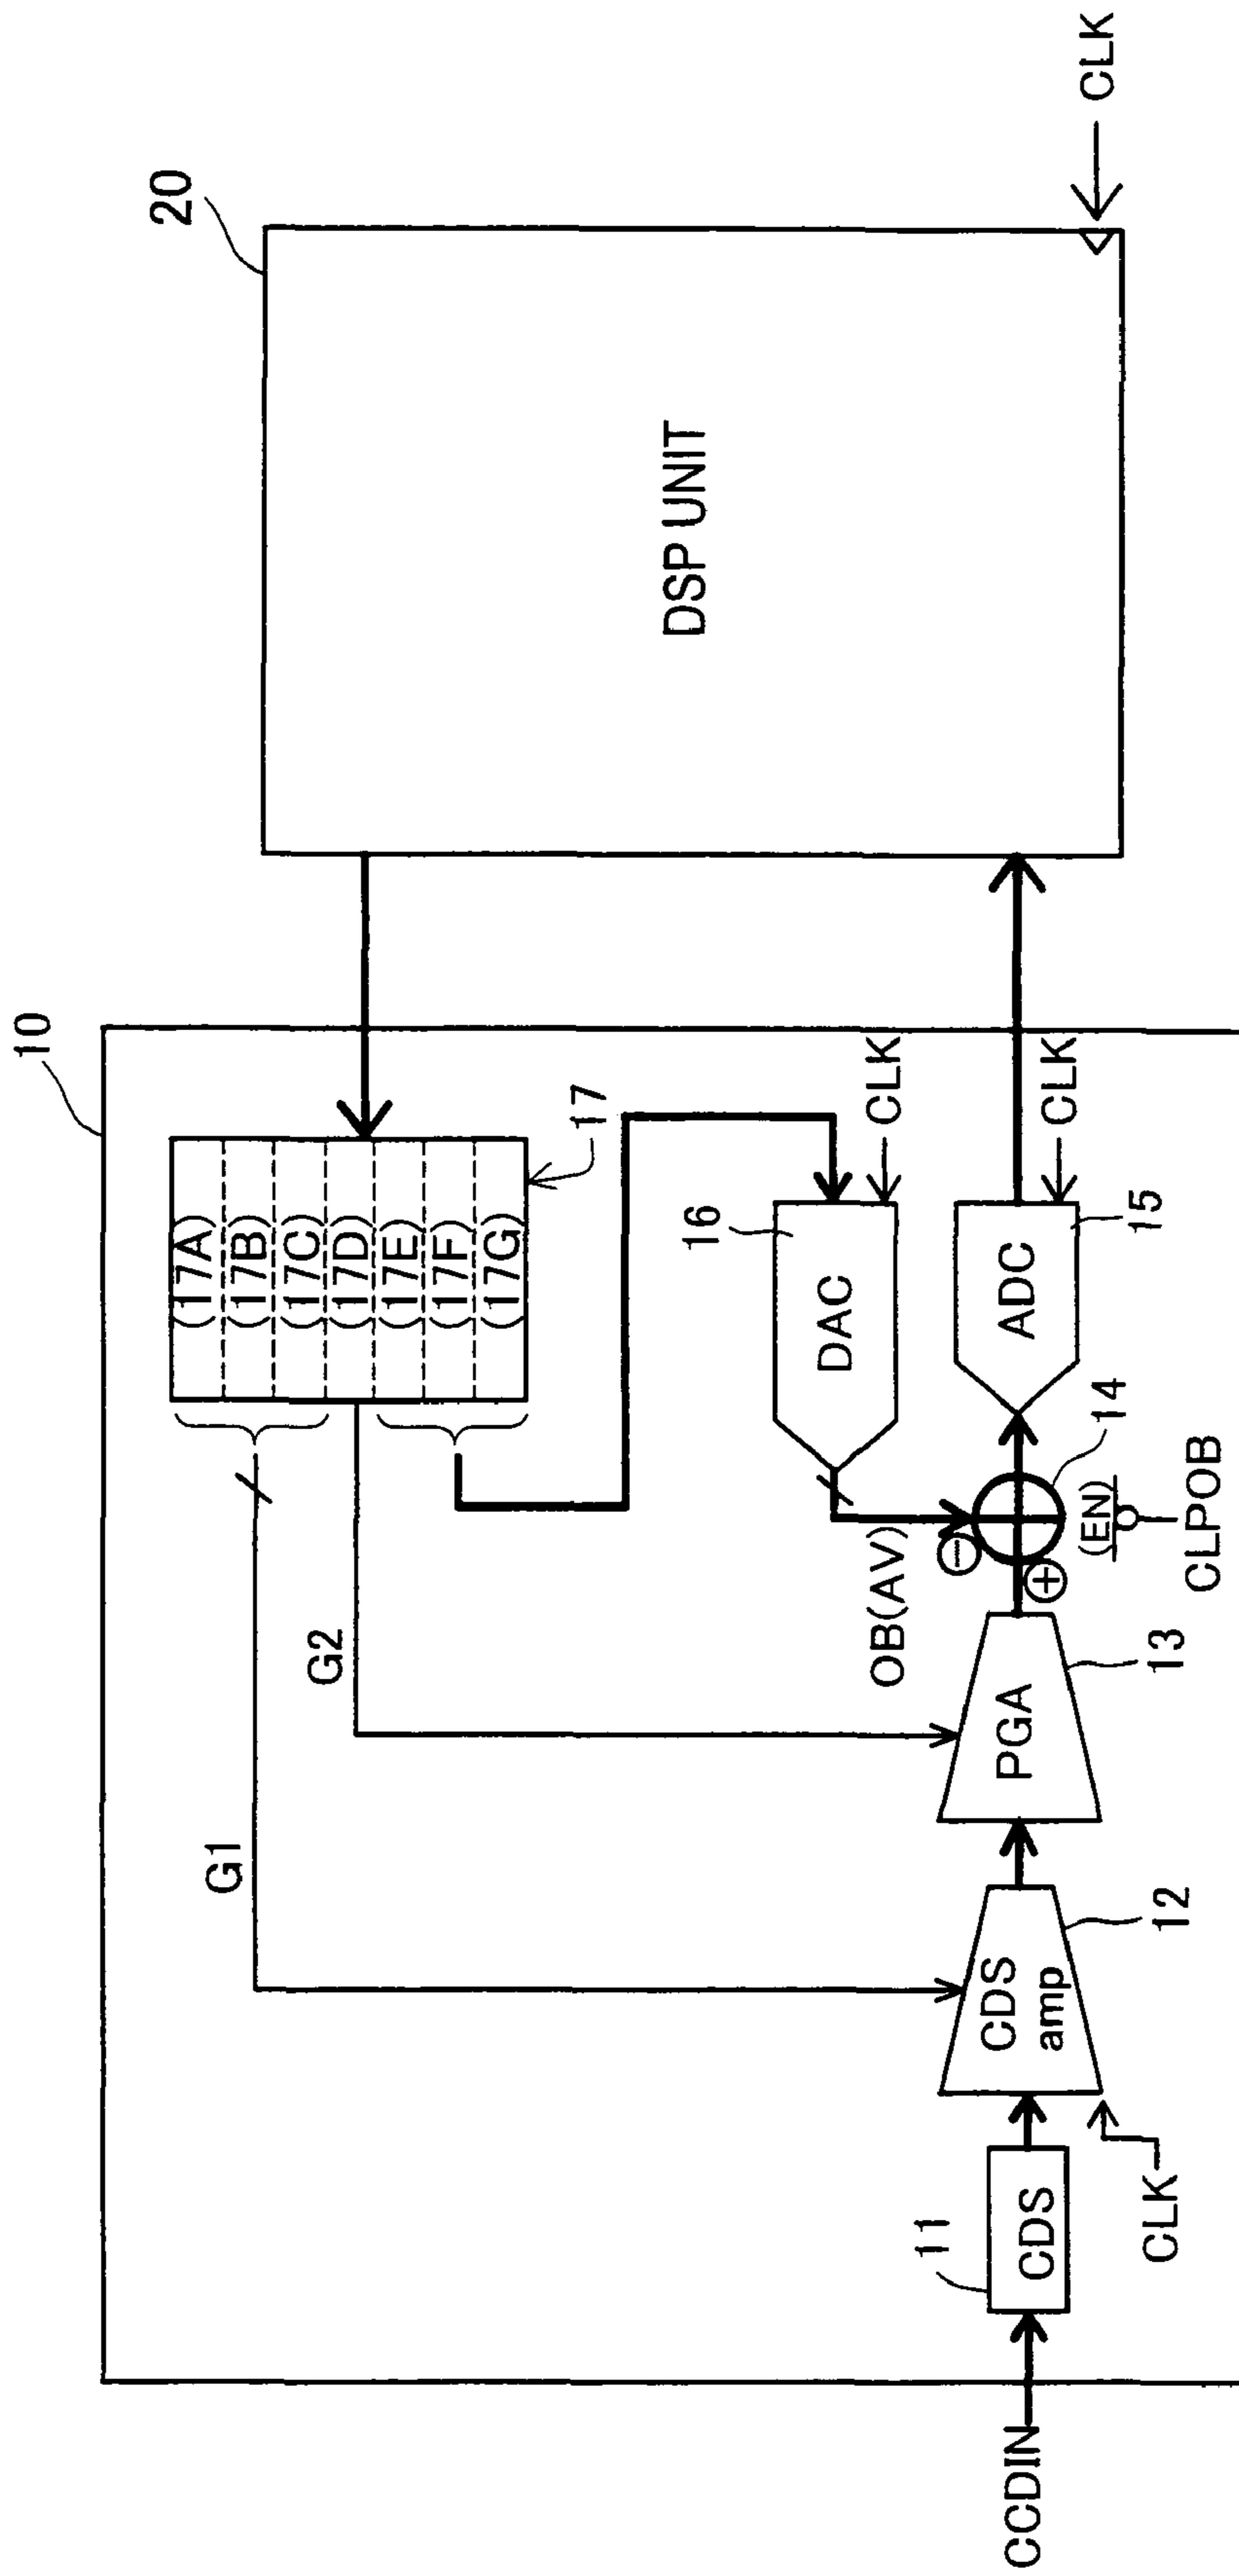 10
20
(17A)
(17B)
(17C)
(17D)
(17E)
(17F)
(17G)
17
G1
G2
DSP UNIT
16
DAC
CLK
OB(AV)
11
CDS
CCDIN
CDS
amp
12
CLK
PGA
13
14
(EN)
CLPOB
ADC
15
CLK
CLK